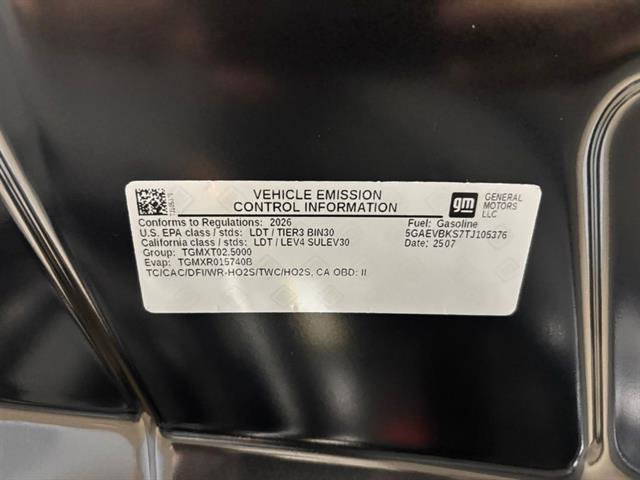 VEHICLE EMISSION
CONTROL INFORMATION
gm
GENERAL
MOTORS
LLC
Conforms to Regulations: 2026
Fuel: Gasoline
U.S. EPA class / stds: LDT / TIER3 BIN30
5GAEVBKS7TJ105376
California class / stds: LDT / LEV4 SULEV30
Date: 2507
Group: TGMXT02.5000
Evap: TGMXR015740B
TC/CAC/DFI/WR-HO2S/TWC/HO2S, CA OBD: II